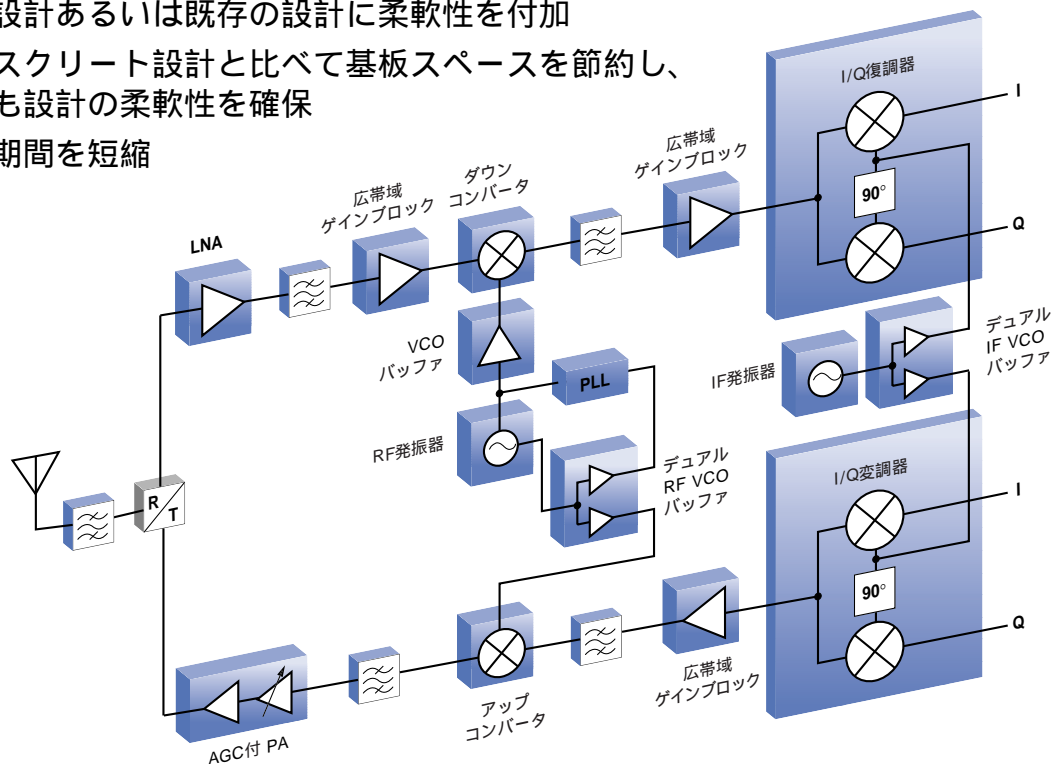 設計あるいは既存の設計に柔軟性を付加
スクリート設計と比べて基板スペースを節約し、
も設計の柔軟性を確保
期間を短縮
I/Q復調器
I
90°
Q
広帯域
ゲインブロック
ダウン
コンバータ
広帯域
ゲインブロック
LNA
VCO
バッファ
PLL
RF発振器
デュアル
RF VCO
バッファ
IF発振器
デュアル
IF VCO
バッファ
R
T
I/Q変調器
I
90°
Q
広帯域
ゲインブロック
アップ
コンバータ
AGC付 PA